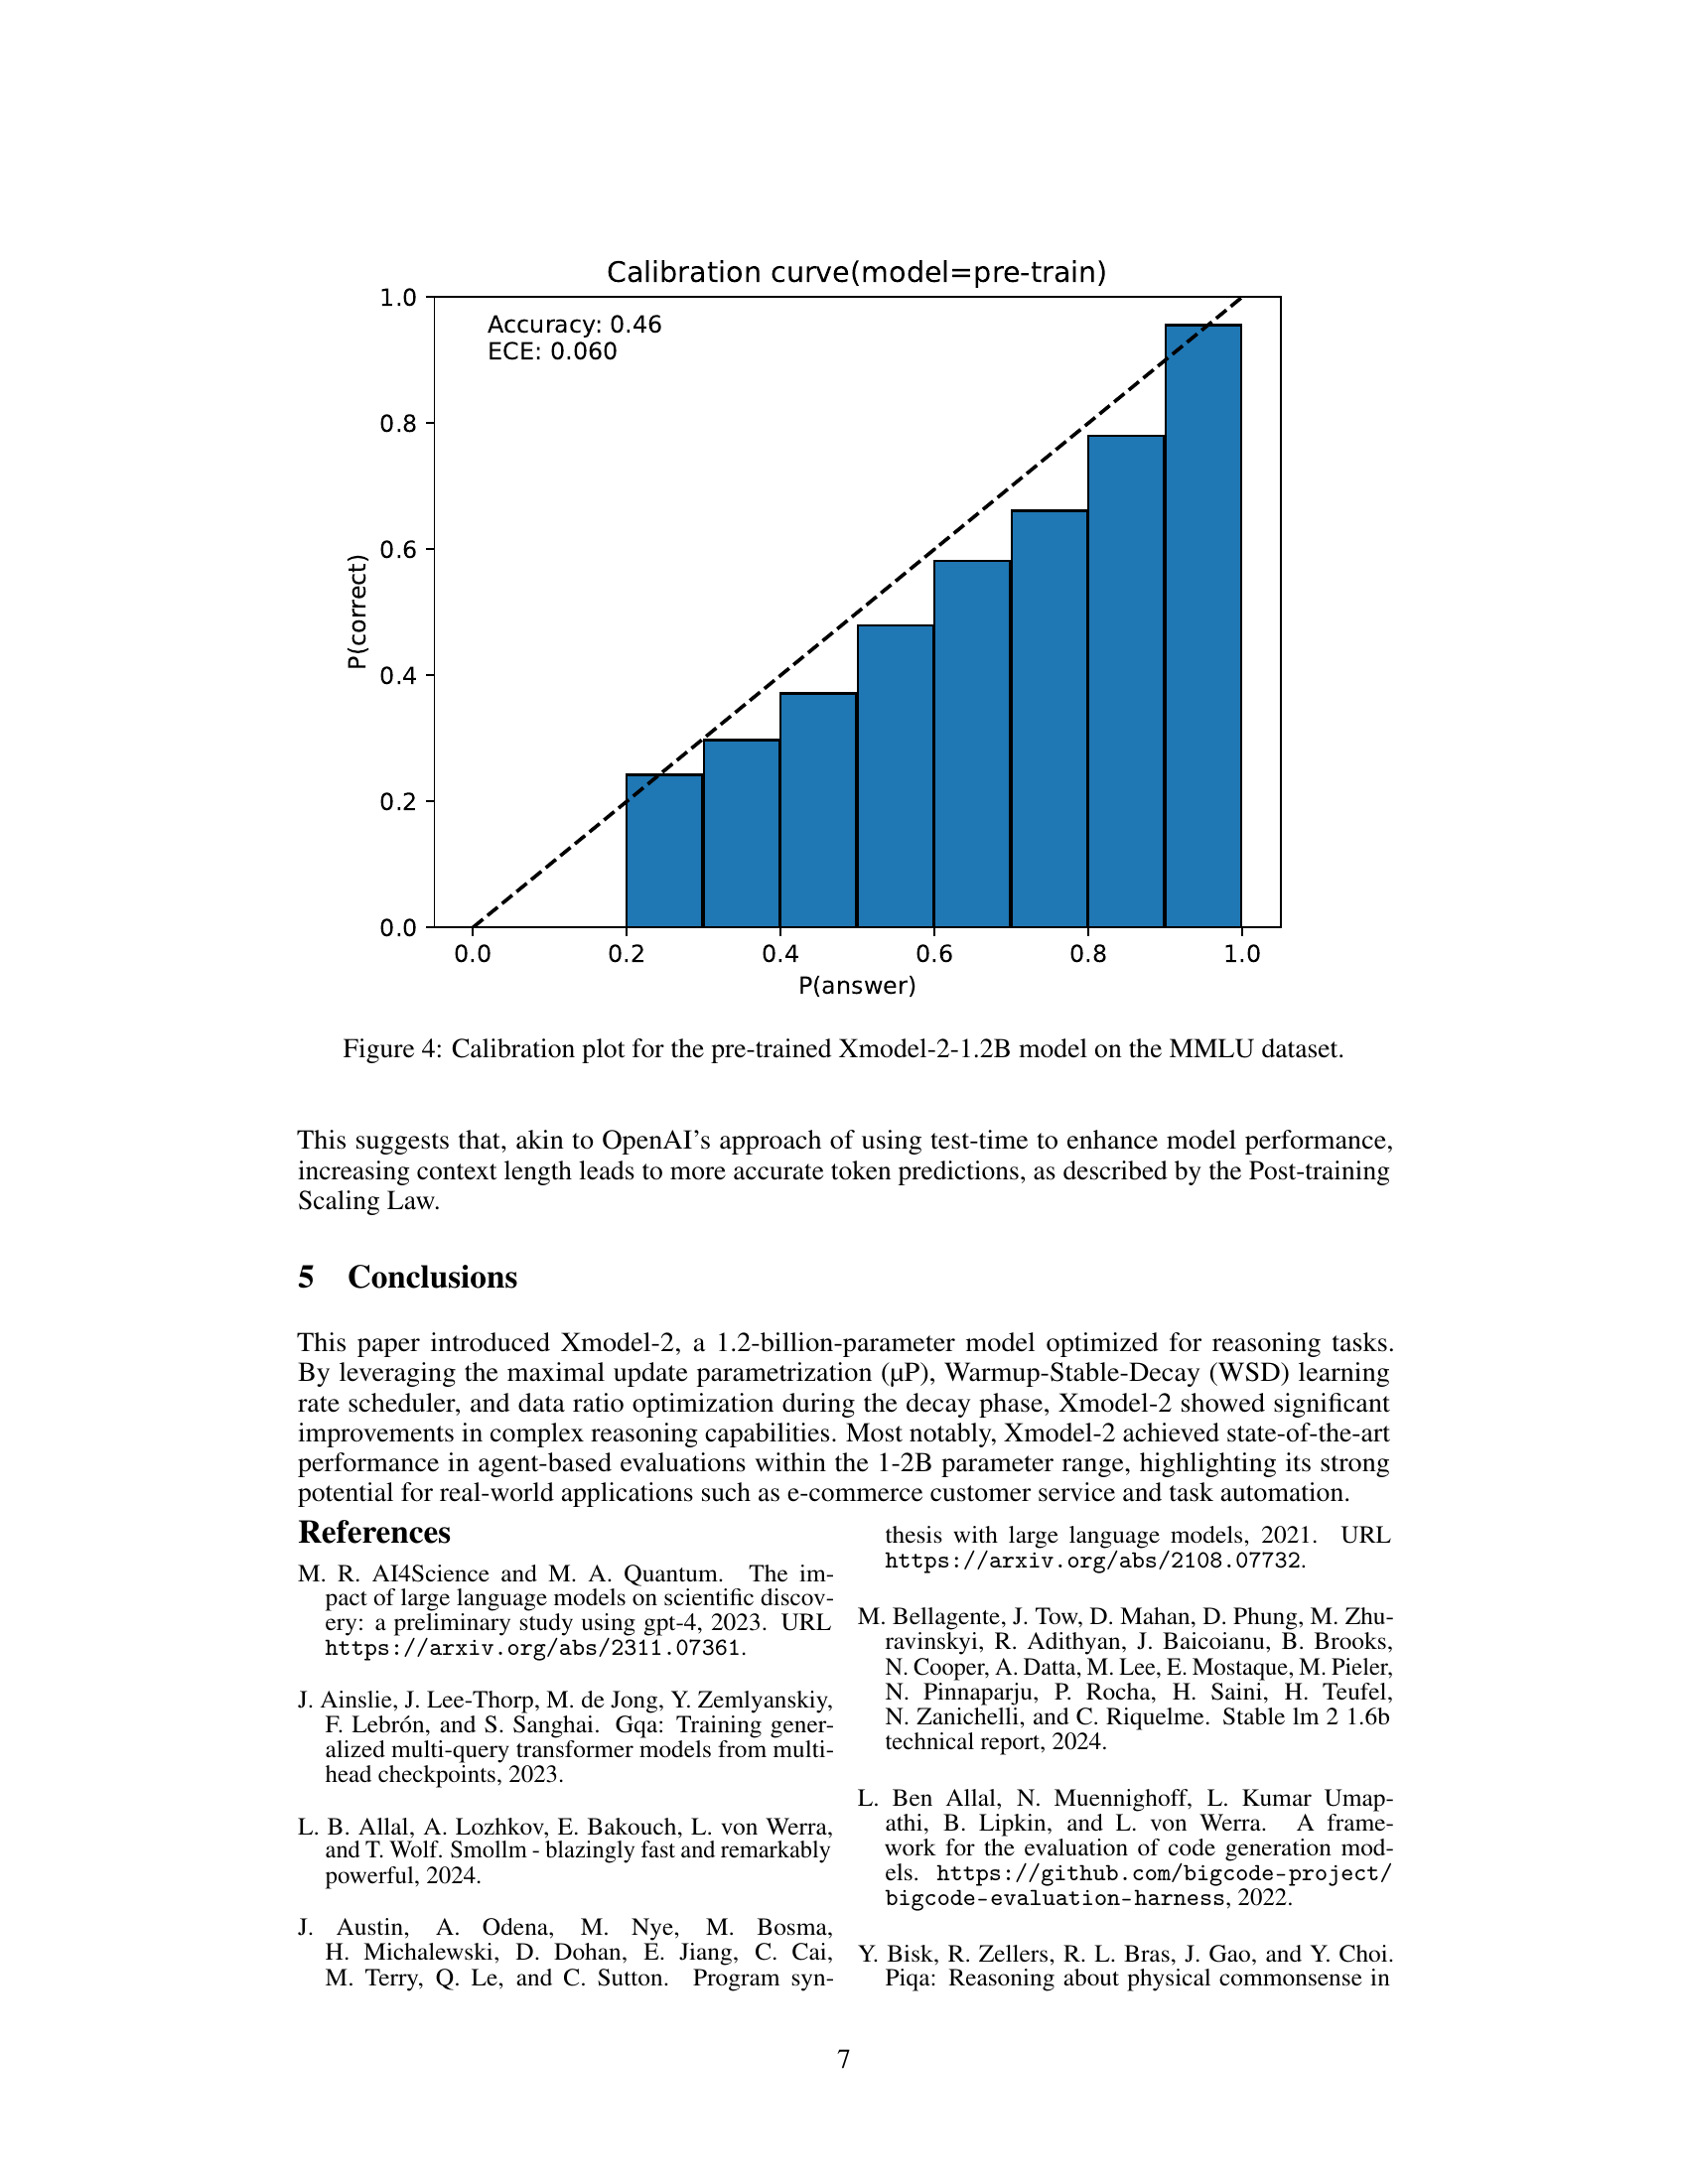 Calibration curve(model=pre-train)
Accuracy: 0.46
ECE: 0.060
1.0
0.8
0.6
0.4
0.2
0.0
P(correct)
0.0 0.2 0.4 0.6 0.8 1.0
P(answer)
Figure 4: Calibration plot for the pre-trained Xmodel-2-1.2B model on the MMLU dataset.
This suggests that, akin to OpenAI's approach of using test-time to enhance model performance,
increasing context length leads to more accurate token predictions, as described by the Post-training
Scaling Law.
5 Conclusions
This paper introduced Xmodel-2, a 1.2-billion-parameter model optimized for reasoning tasks.
By leveraging the maximal update parametrization (μP), Warmup-Stable-Decay (WSD) learning
rate scheduler, and data ratio optimization during the decay phase, Xmodel-2 showed significant
improvements in complex reasoning capabilities. Most notably, Xmodel-2 achieved state-of-the-art
performance in agent-based evaluations within the 1-2B parameter range, highlighting its strong
potential for real-world applications such as e-commerce customer service and task automation.
References
M. R. AI4Science and M. A. Quantum. The im-
pact of large language models on scientific discov-
ery: a preliminary study using gpt-4, 2023. URL
https://arxiv.org/abs/2311.07361.
J. Ainslie, J. Lee-Thorp, M. de Jong, Y. Zemlyanskiy,
F. Lebrón, and S. Sanghai. Gqa: Training gener-
alized multi-query transformer models from multi-
head checkpoints, 2023.
L. B. Allal, A. Lozhkov, E. Bakouch, L. von Werra,
and T. Wolf. Smollm - blazingly fast and remarkably
powerful, 2024.
J. Austin, A. Odena, M. Nye, M. Bosma,
H. Michalewski, D. Dohan, E. Jiang, C. Cai,
M. Terry, Q. Le, and C. Sutton. Program syn-
thesis with large language models, 2021. URL
https://arxiv.org/abs/2108.07732.
M. Bellagente, J. Tow, D. Mahan, D. Phung, M. Zhu-
ravinskyi, R. Adithyan, J. Baicoianu, B. Brooks,
N. Cooper, A. Datta, M. Lee, E. Mostaque, M. Pieler,
N. Pinnaparju, P. Rocha, H. Saini, H. Teufel,
N. Zanichelli, and C. Riquelme. Stable lm 2 1.6b
technical report, 2024.
L. Ben Allal, N. Muennighoff, L. Kumar Umap-
athi, B. Lipkin, and L. von Werra. A frame-
work for the evaluation of code generation mod-
els. https://github.com/bigcode-project/
bigcode-evaluation-harness, 2022.
Y. Bisk, R. Zellers, R. L. Bras, J. Gao, and Y. Choi.
Piqa: Reasoning about physical commonsense in
7